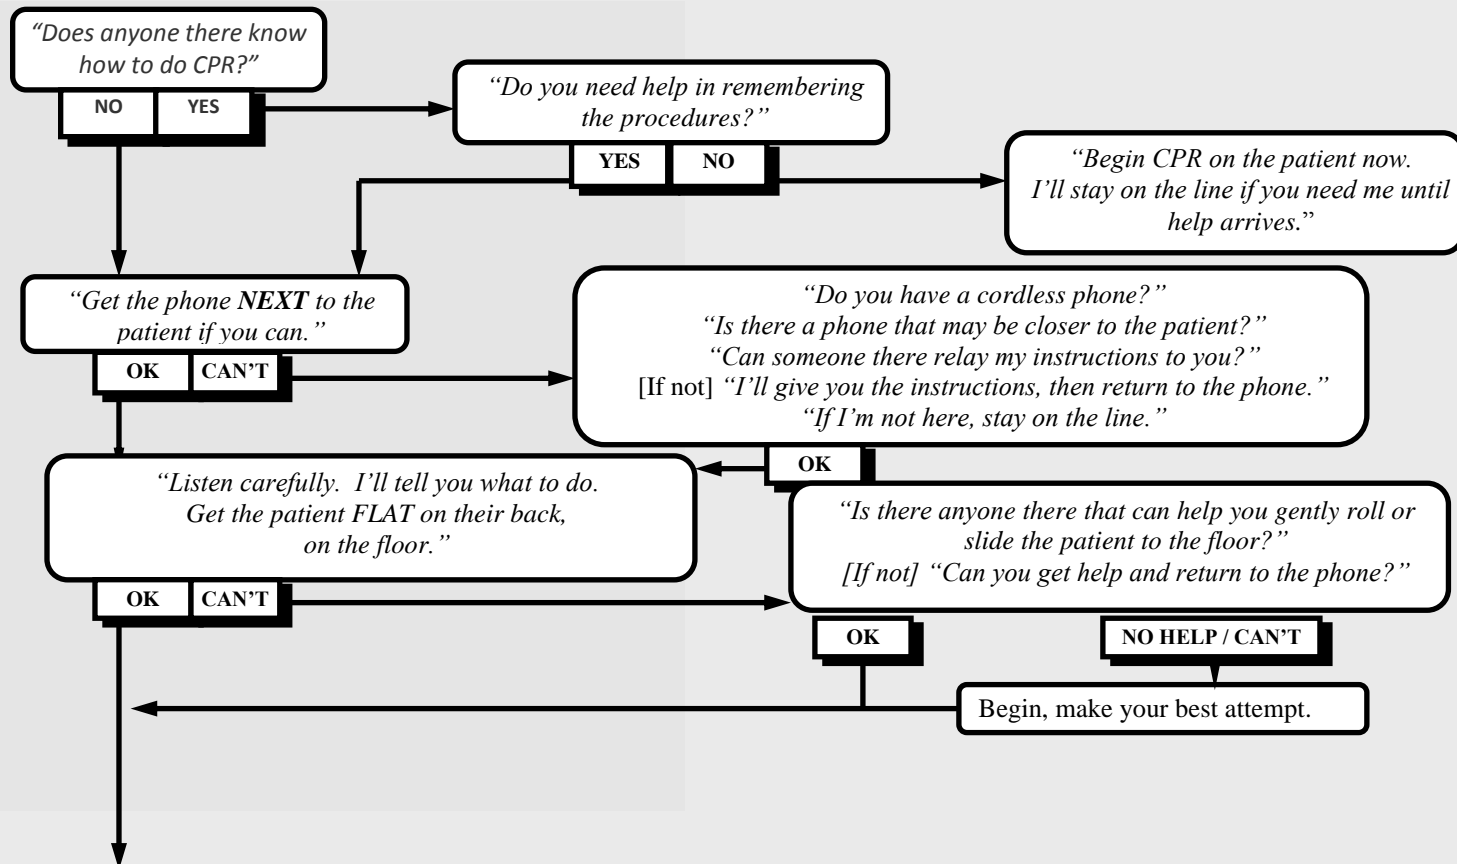 “Does anyone there know
how to do CPR?”
NO YES
“Do you need help in remembering
the procedures?”
YES NO
“Begin CPR on the patient now.
I’ll stay on the line if you need me until
help arrives.”
“Get the phone NEXT to the
patient if you can.”
OK CAN’T
“Do you have a cordless phone?”
“Is there a phone that may be closer to the patient?”
“Can someone there relay my instructions to you?”
[If not] “I’ll give you the instructions, then return to the phone.”
“If I’m not here, stay on the line.”
OK
“Listen carefully.  I’ll tell you what to do.
Get the patient FLAT on their back,
on the floor.”
OK CAN’T
“Is there anyone there that can help you gently roll or
slide the patient to the floor?”
[If not] “Can you get help and return to the phone?”
OK
NO HELP / CAN’T
Begin, make your best attempt.